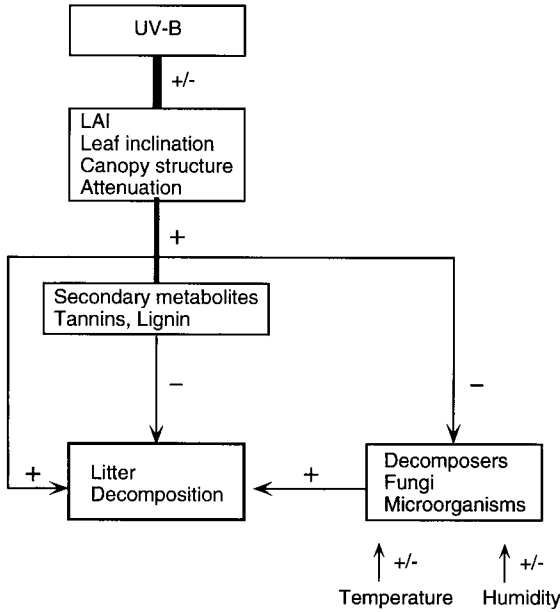 UV-B
+/-
LAI
Leaf inclination
Canopy structure
Attenuation
+
Secondary metabolites
Tannins, Lignin
−
−
+
Litter
Decomposition
+
Decomposers
Fungi
Microorganisms
+/-
+/-
Temperature
Humidity